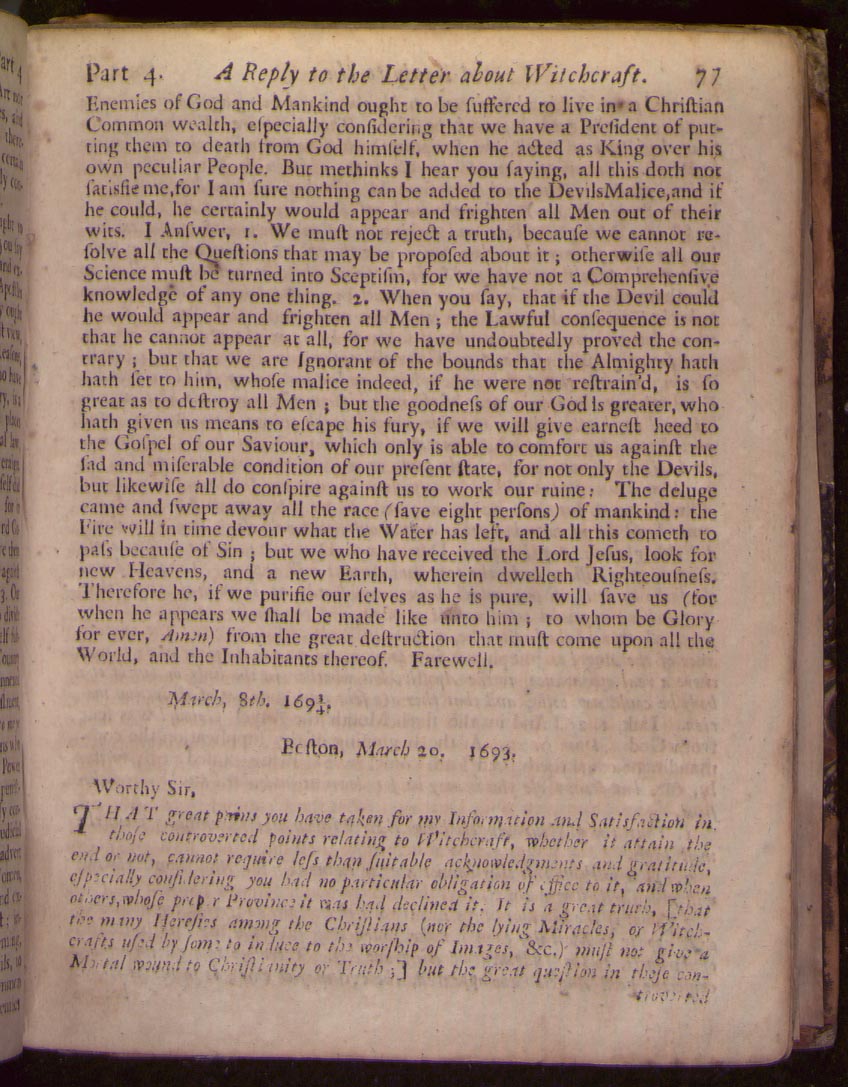 Part 4. A Reply to the Letter about Witchcraft. 77
Enemies of God and Mankind ought to be ſuffered to live in a Chriſtian
Common wealth, eſpecially conſidering that we have a Preſident of put-
ting them to death from God himſelf, when he acted as King over his
own peculiar People. But methinks I hear you ſaying, all this doth not
ſatisfie me,for I am ſure nothing can be added to the DevilsMalice,and if
he could, he certainly would appear and frighten all Men out of their
wits. I Anſwer, 1. We muſt not reject a truth, becauſe we eannot re-
ſolve all the Queſtions that may be propoſed about it ; otherwiſe all our
Science muſt be turned into Sceptiſm, for we have not a Comprehenſive
knowledge of any one thing. 2. When you ſay, that if the Devil could
he would appear and frighten all Men ; the Lawful conſequence is not
that he cannot appear at all, for we have undoubtedly proved the con-
trary ; but that we are Ignorant of the bounds that the Almighty hath
hath ſet to him, whoſe malice indeed, if he were not reſtrain'd, is ſo
great as to deſtroy all Men ; but the goodneſs of our God is greater, who
hath given us means to eſcape his fury, if we will give earneſt heed to
the Goſpel of our Saviour, which only is able to comfort us againſt the
ſad and miſerable condition of our preſent ſtate, for not only the Devils,
but likewiſe all do conſpire againſt us to work our ruine: The deluge
came and ſwept away all the race (ſave eight perſons) of mankind: the
Fire will in time devour what the Water has left, and all this cometh to
paſs becauſe of Sin ; but we who have received the Lord Jeſus, look for
new Heavens, and a new Earth, wherein dwelleth Righteouſneſs.
Therefore he, if we purifie our ſelves as he is pure, will ſave us (for
when he appears we ſhall be made like unto him ; to whom be Glory
for ever, Amen) from the great deſtruction that muſt come upon all the
World, and the Inhabitants thereof. Farewell.
March, 8th. 169¾.
Boſton, March 20. 1693.
Worthy Sir,
THAT great pains you have taken for my Information and Satisfaction in
thoſe controverted points relating to Witchcraft, whether it attain the
end or not, cannot require leſs than ſuitable acknowledgments and gratitude,
eſpecially conſidering you had no particular obligation of office to it, and when
others,whoſe proper Province it was had declined it. It is a great truth, [that
the many Hereſies among the Chriſtians (nor the lying Miracles, or Witch-
crafts uſed by ſome to induce to the worſhip of Images, &c.) muſt not give a
Mortal wound to Chriſtianity or Truth ;] but the great queſtion in theſe con-
troverted